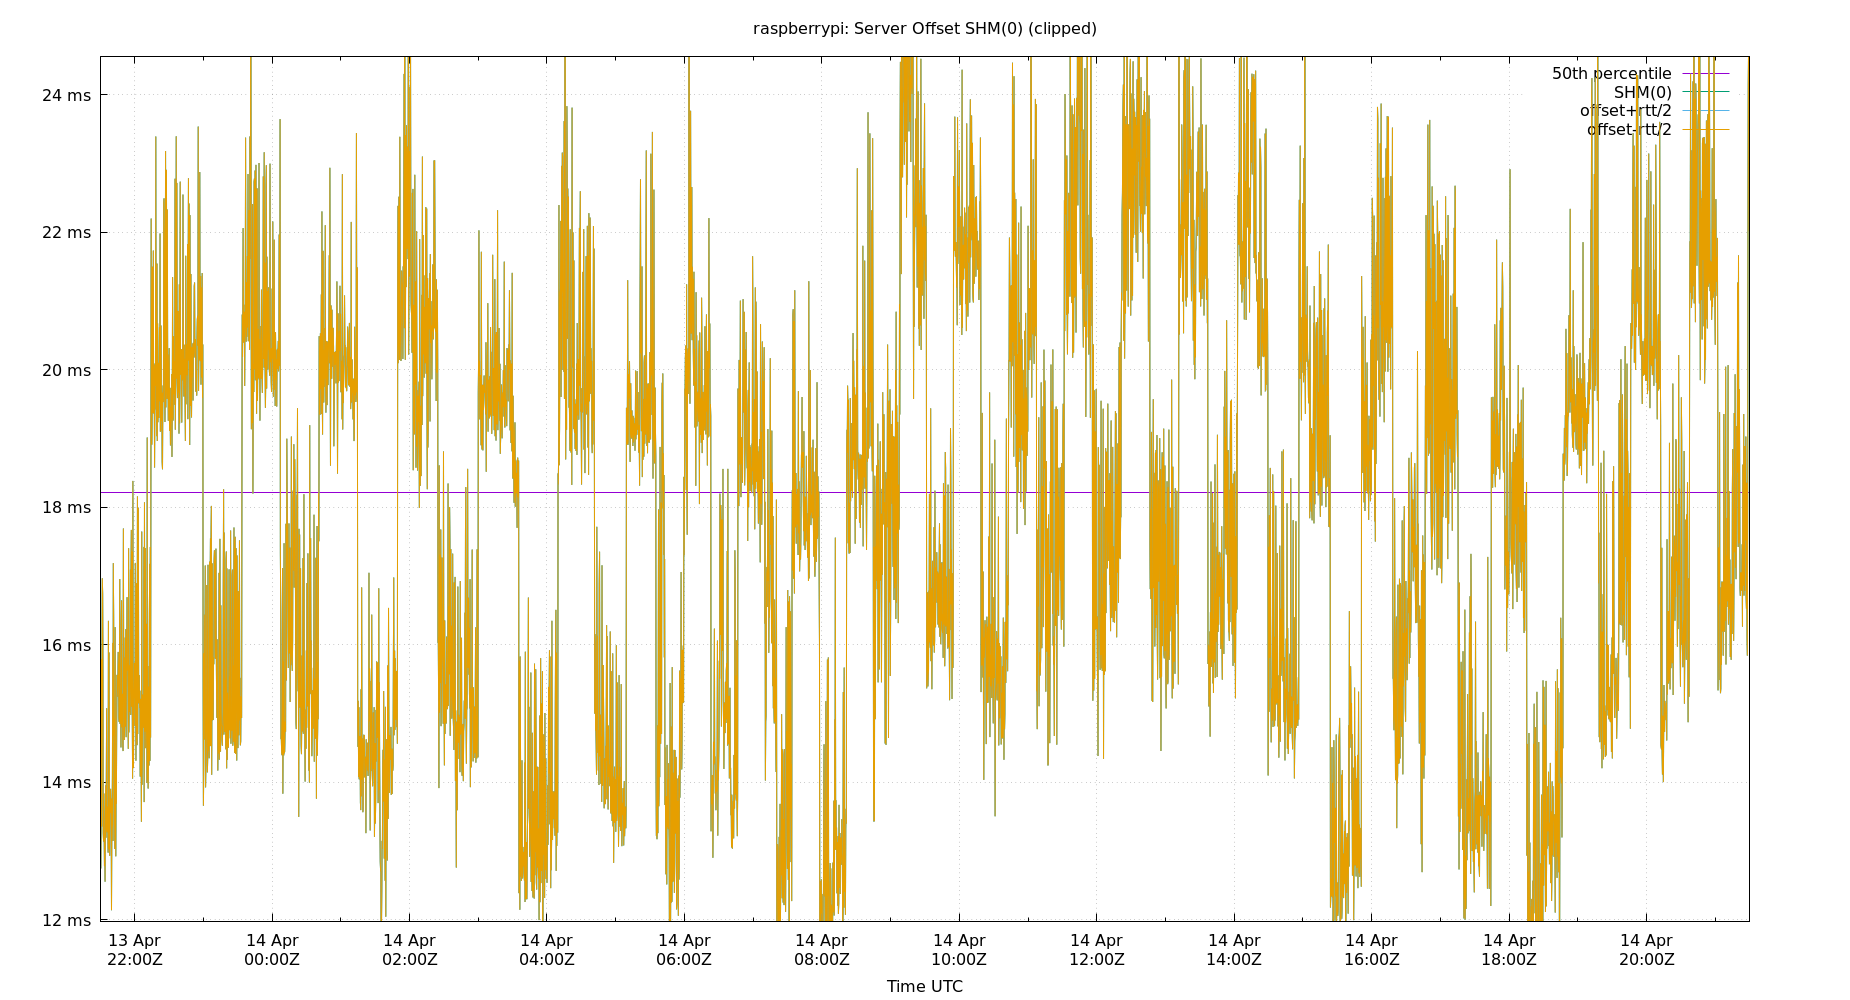 raspberrypi: Server Offset SHM(0) (clipped)
50th percentile
SHM(0)
offset+rtt/2
offset-rtt/2
24 ms
22 ms
20 ms
18 ms
16 ms
14 ms
12 ms
13 Apr 14 Apr 14 Apr 14 Apr 14 Apr 14 Apr 14 Apr 14 Apr 14 Apr 14 Apr 14 Apr 14 Apr
22:00Z 00:00Z 02:00Z 04:00Z 06:00Z 08:00Z 10:00Z 12:00Z 14:00Z 16:00Z 18:00Z 20:00Z
Time UTC